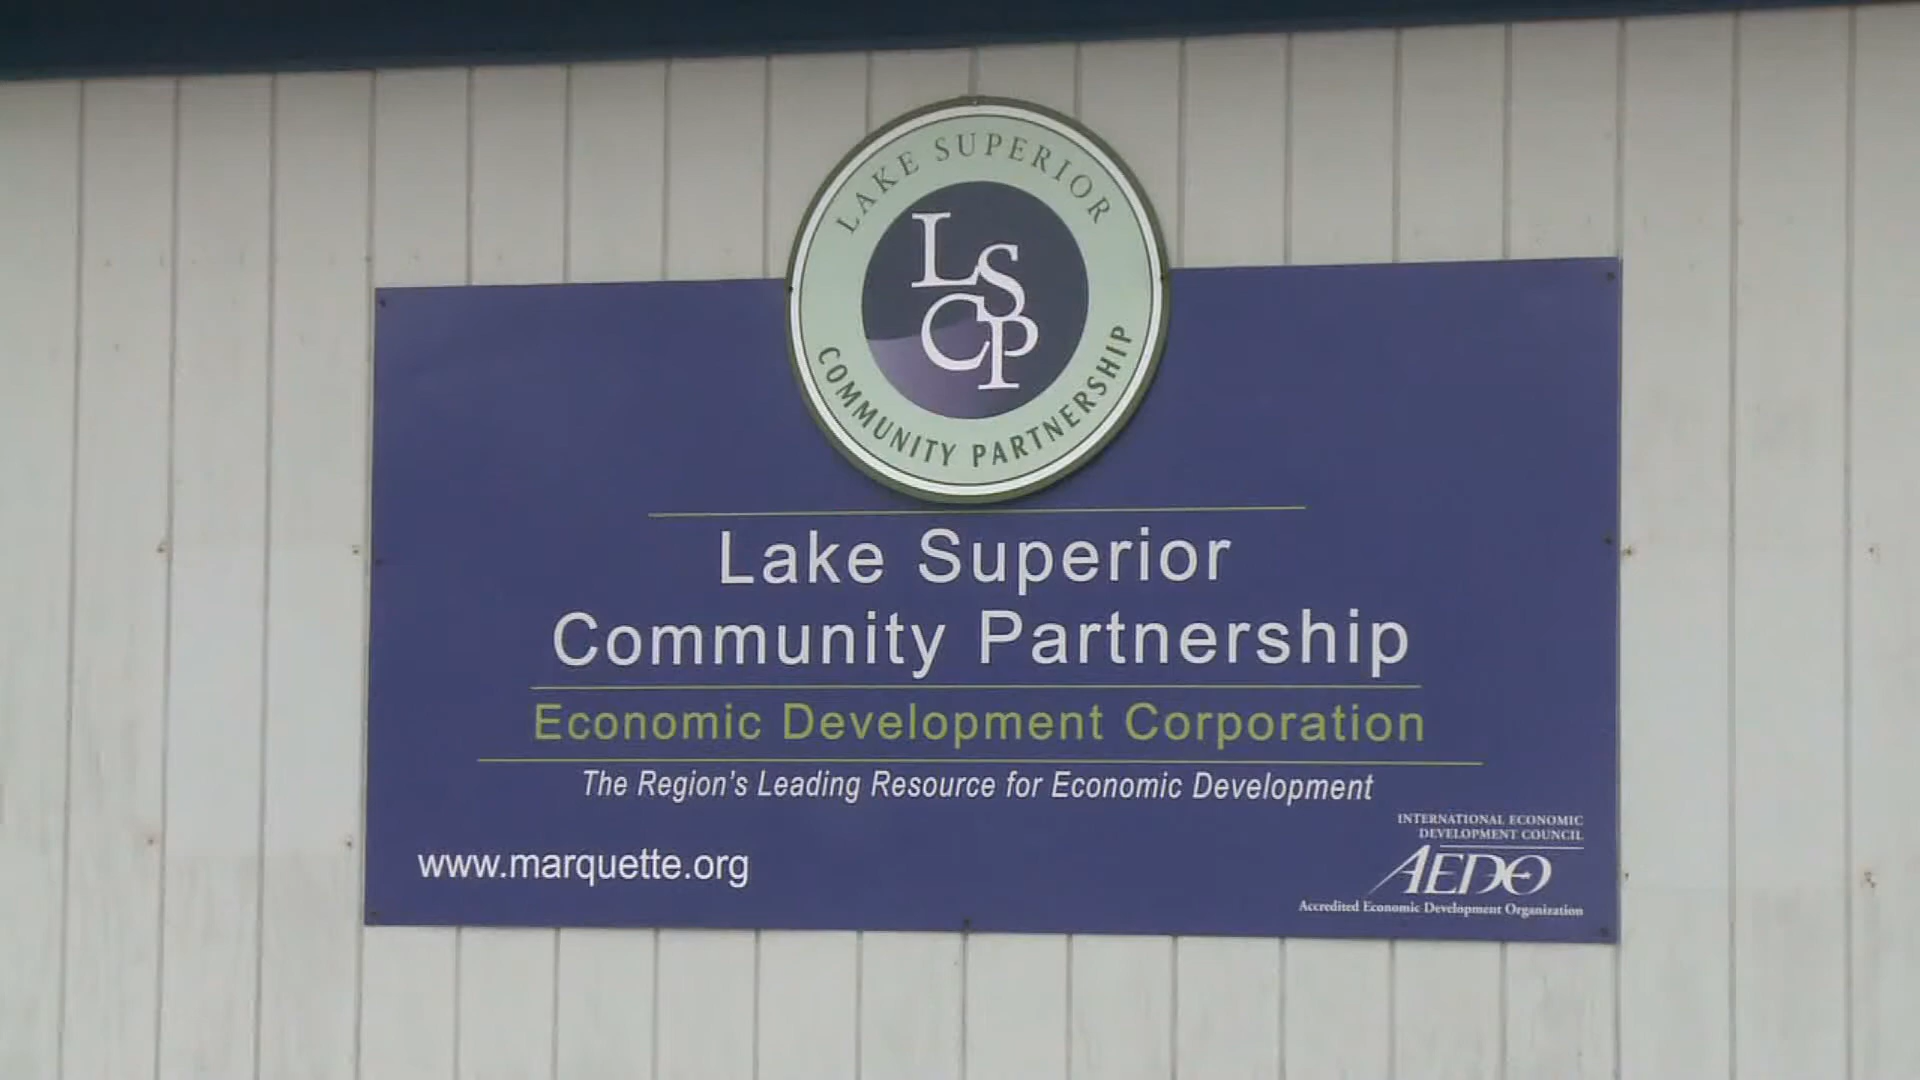 LAKE SUPERIOR
LSCP
COMMUNITY PARTNERSHIP
Lake Superior
Community Partnership
Economic Development Corporation
The Region's Leading Resource for Economic Development
INTERNATIONAL ECONOMIC
DEVELOPMENT COUNCIL
www.marquette.org
AEDO
Accredited Economic Development Organization